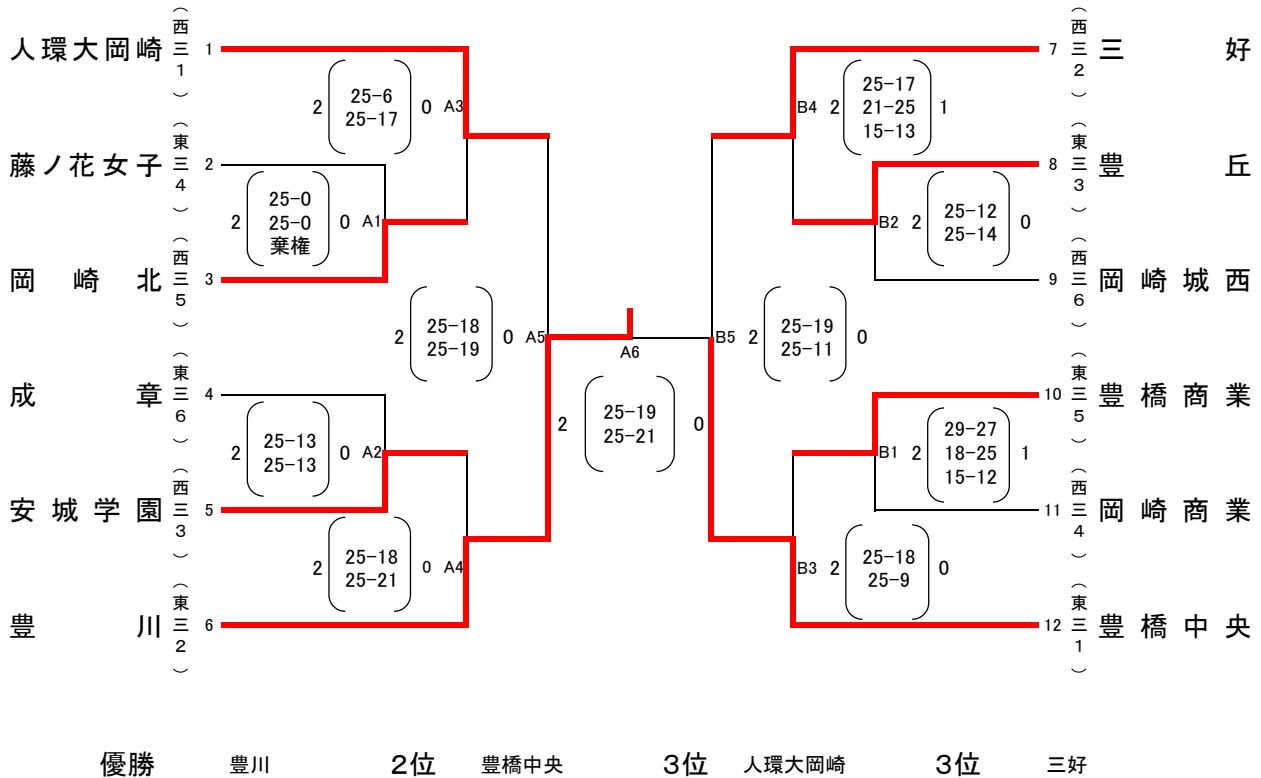 人環大岡崎 （西三1） 1
2 25-6 0 A3
25-17
藤ノ花女子 （東三4） 2
25-0
2 25-0 0 A1
棄権
岡崎北 （西三5） 3
2 25-18 0 A5
25-19
成章 （東三6） 4
2 25-13 0 A2
25-13
安城学園 （西三3） 5
2 25-18 0 A4
25-21
豊川 （東三2） 6
A6
2 25-19 0
25-21
7 （西三2） 三好
25-17
B4 2 21-25 1
15-13
8 （東三3） 豊丘
B2 2 25-12 0
25-14
9 （西三6） 岡崎城西
B5 2 25-19 0
25-11
10 （東三5） 豊橋商業
29-27
B1 2 18-25 1
15-12
11 （西三4） 岡崎商業
B3 2 25-18 0
25-9
12 （東三1） 豊橋中央
優勝 豊川 2位 豊橋中央 3位 人環大岡崎 3位 三好